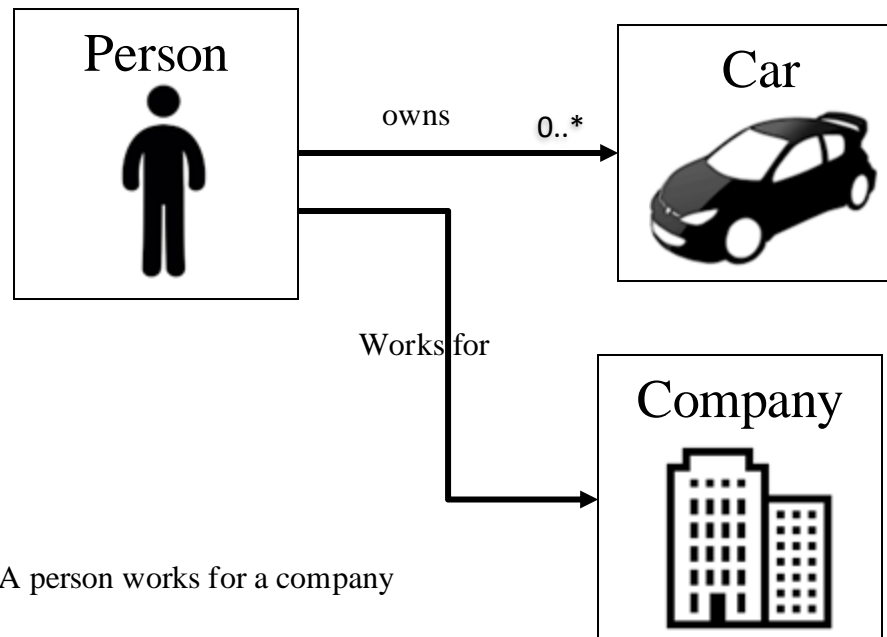 Person
Car
owns
0..*
Works for
Company
A person works for a company